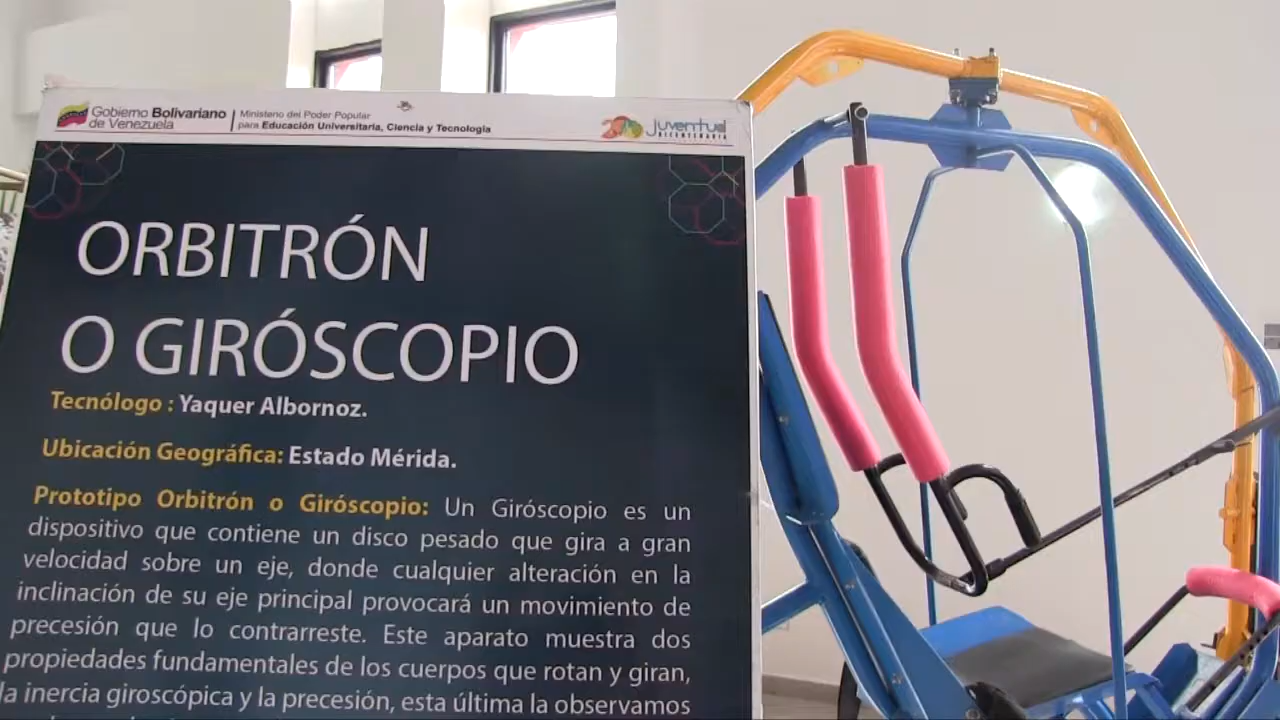 Gobierno Bolivariano
de Venezuela
Ministerio del Poder Popular
para Educación Universitaria, Ciencia y Tecnología
Juventud
BICENTENARIA
ORBITRÓN
O GIRÓSCOPIO
Tecnólogo : Yaquer Albornoz.
Ubicación Geográfica: Estado Mérida.
Prototipo Orbitrón o Giróscopio: Un Giróscopio es un
dispositivo que contiene un disco pesado que gira a gran
velocidad sobre un eje, donde cualquier alteración en la
inclinación de su eje principal provocará un movimiento de
precesión que lo contrarreste. Este aparato muestra dos
propiedades fundamentales de los cuerpos que rotan y giran,
la inercia giroscópica y la precesión, esta última la observamos